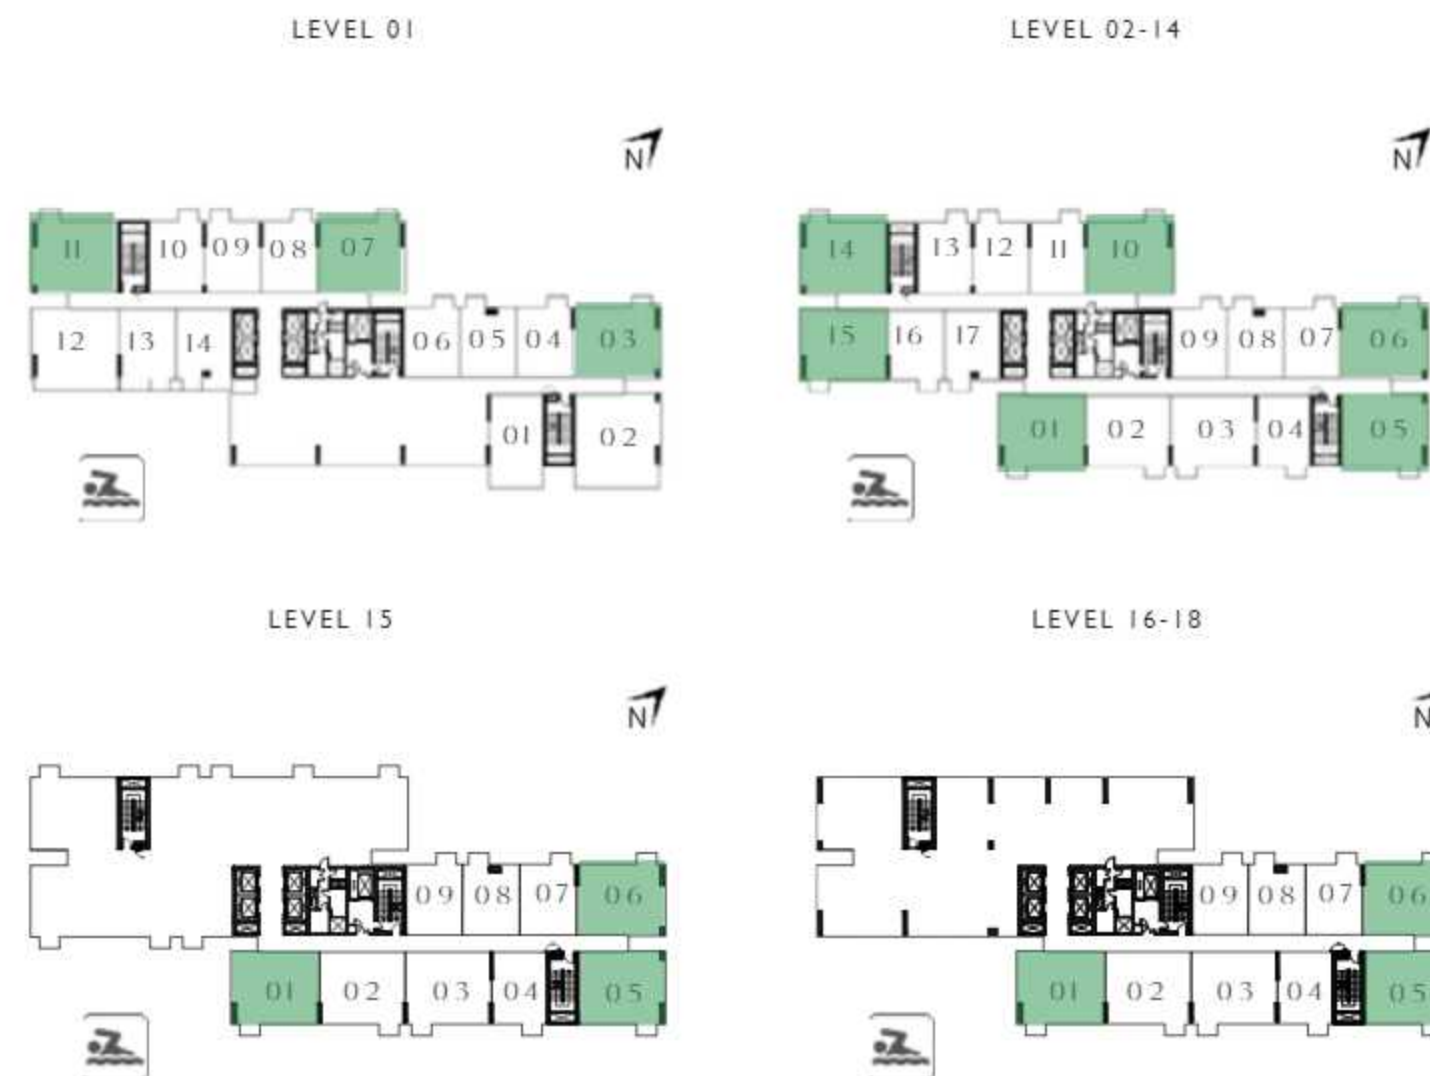 LEVEL 01
LEVEL 02-14
N
N
11 10 09 08 07
14 13 12 11 10
12 13 14 06 05 04 03
15 16 17 09 08 07 06
01 02
01 02 03 04 05
LEVEL 15
LEVEL 16-18
N
N
09 08 07 06
09 08 07 06
01 02 03 04 05
01 02 03 04 05